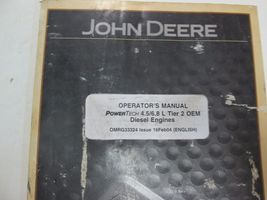 JOHN DEERE
OPERATOR'S MANUAL
POWERTECH 4.5/6.8 L Tier 2 OEM
Diesel Engines
OMRG33324 Issue 16Feb04 (ENGLISH)